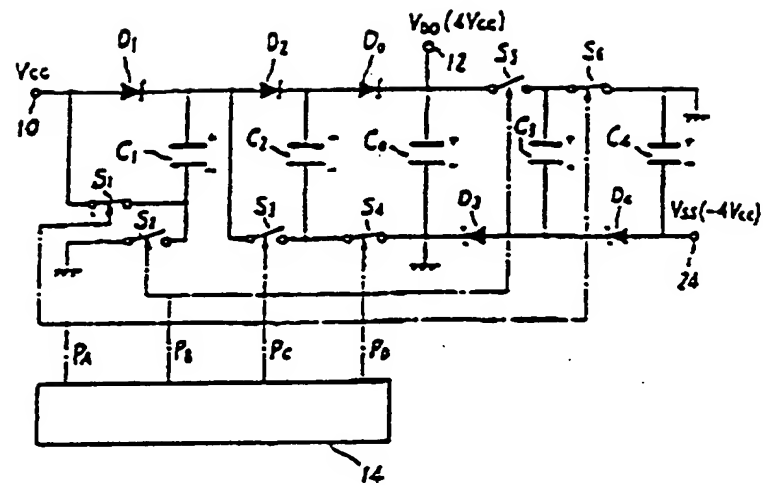 VDO(4VCC)
D1
D2
D0
12
S5
S6
VCC
10
C1
+
-
C2
-
-
C0
+
-
C3
+
-
C4
+
-
S1
S2
S3
S4
D3
D4
VSS(-4VCC)
24
PA
PB
PC
PD
14